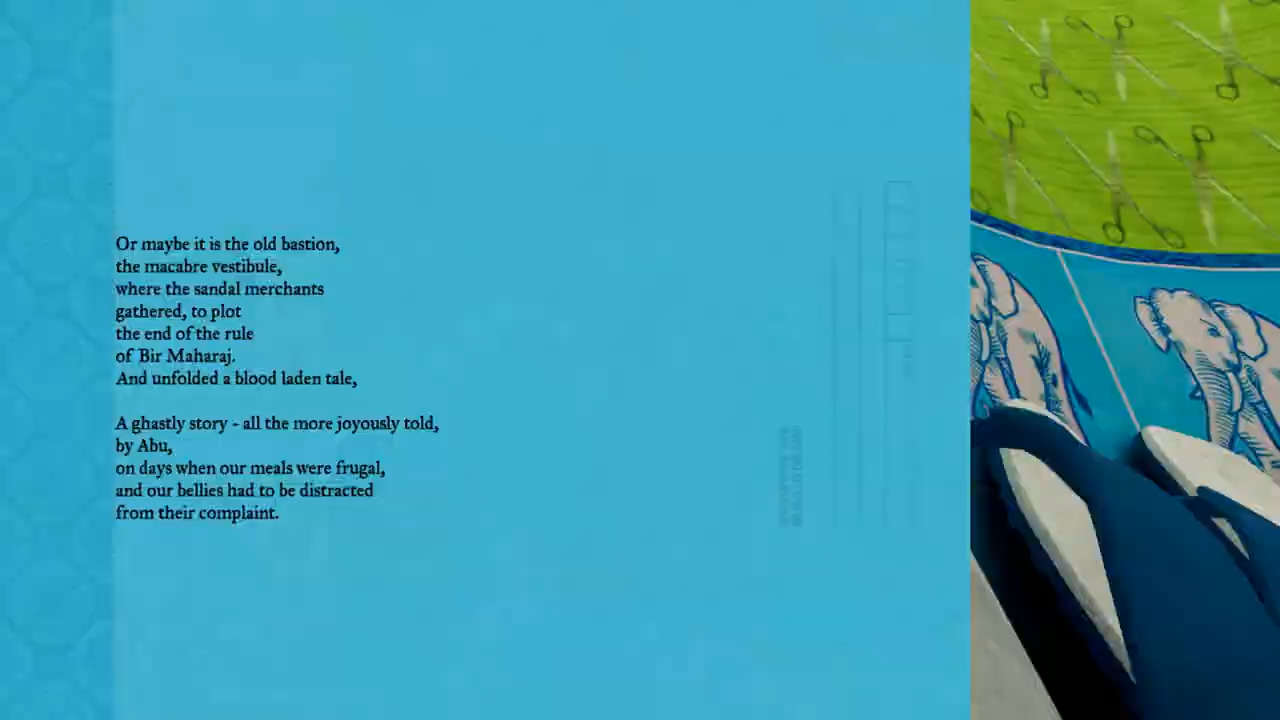 Or maybe it is the old bastion,
the macabre vestibule,
where the sandal merchants
gathered, to plot
the end of the rule
of Bir Maharaj.
And unfolded a blood laden tale,
A ghastly story - all the more joyously told,
by Abu,
on days when our meals were frugal,
and our bellies had to be distracted
from their complaint.